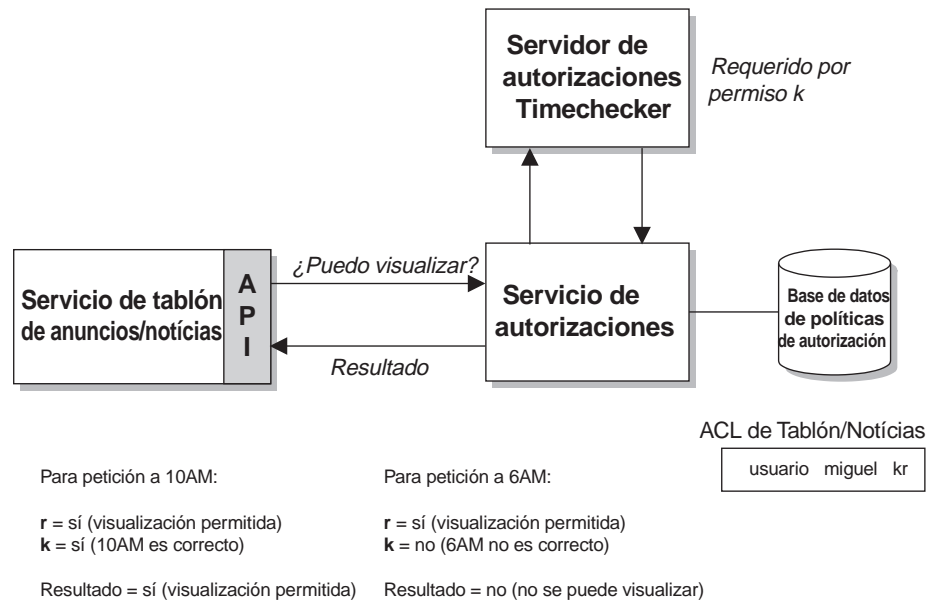 Servidor de
autorizaciones
Timechecker
Requerido por
permiso k
¿Puedo visualizar?
Servicio de tablón
de anuncios/notícias
A
P
I
Servicio de
autorizaciones
Base de datos
de políticas
de autorización
Resultado
ACL de Tablón/Notícias
usuario miguel kr
Para petición a 10AM:
r = sí (visualización permitida)
k = sí (10AM es correcto)
Resultado = sí (visualización permitida)
Para petición a 6AM:
r = sí (visualización permitida)
k = no (6AM no es correcto)
Resultado = no (no se puede visualizar)